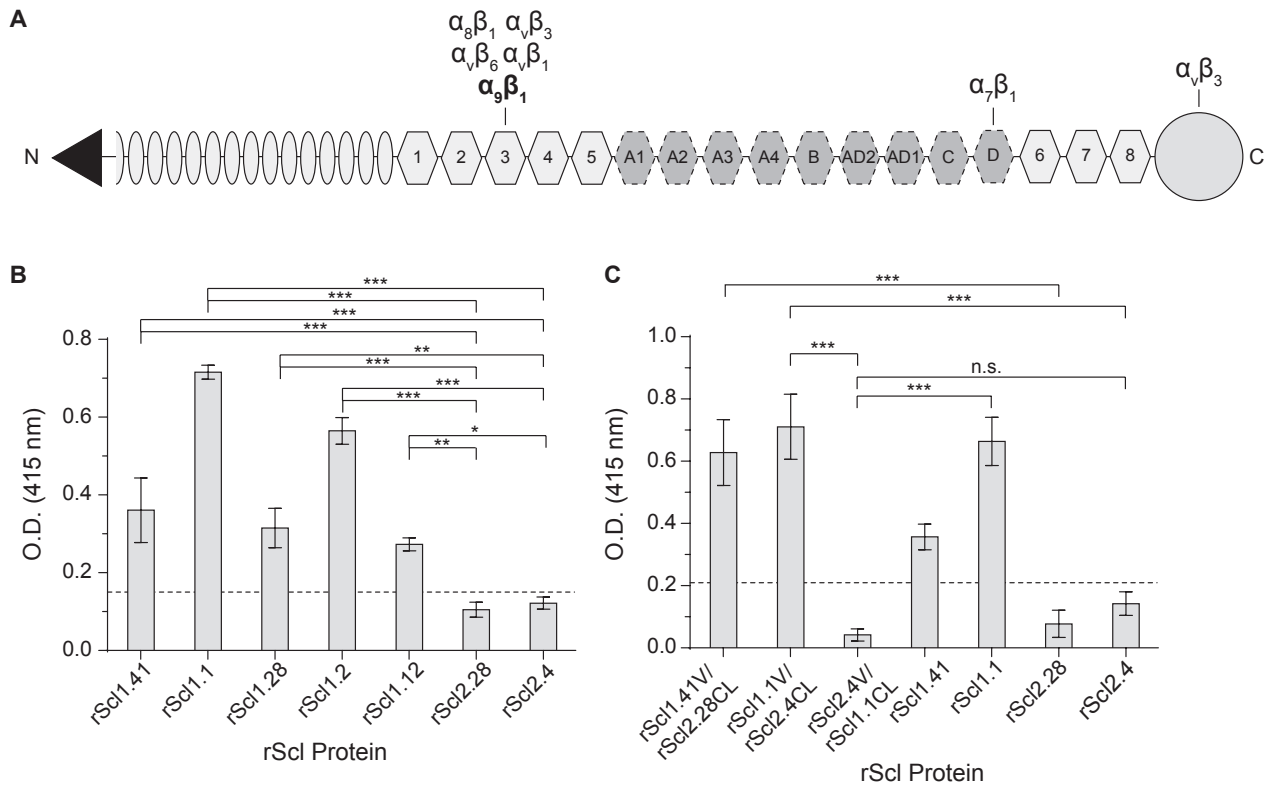 A
α8β1 αvβ3
αvβ6 αvβ1
α9β1
α7β1
αvβ3
N 1 2 3 4 5 A1 A2 A3 A4 B AD2 AD1 C D 6 7 8 C
B
***
***
***
***
**
***
***
***
*
**
0.8
0.6
0.4
0.2
0.0
O.D. (415 nm)
rScl1.41 rScl1.1 rScl1.28 rScl1.2 rScl1.12 rScl2.28 rScl2.4
rScl Protein
C
***
***
***
n.s.
***
1.0
0.8
0.6
0.4
0.2
0.0
O.D. (415 nm)
rScl1.41V/
rScl2.28CL
rScl1.1V/
rScl2.4CL
rScl2.4V/
rScl1.1CL
rScl1.41
rScl1.1
rScl2.28
rScl2.4
rScl Protein